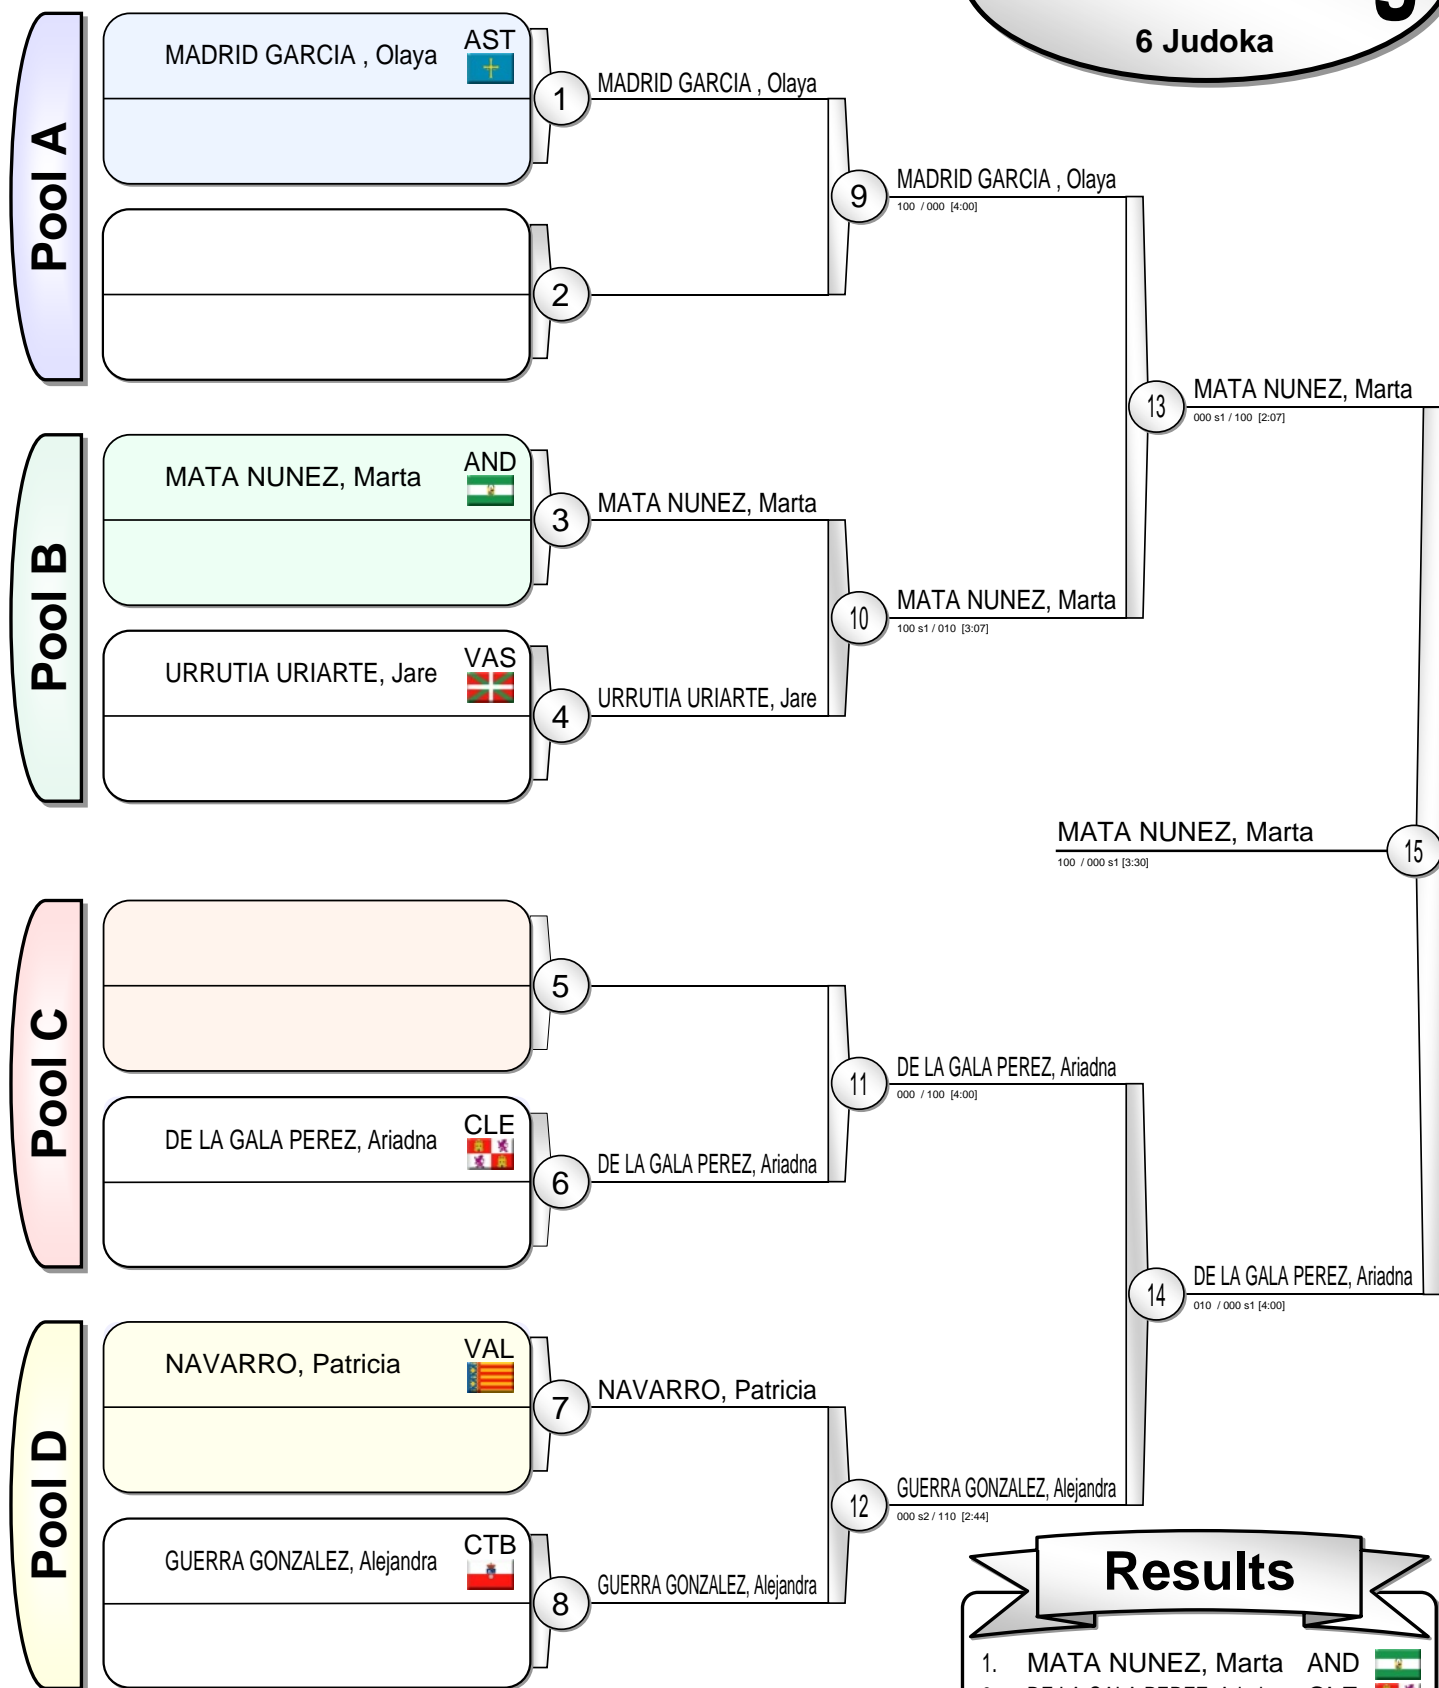 6 Judoka
Pool A
MADRID GARCIA , Olaya AST
1
MADRID GARCIA , Olaya
2
9
MADRID GARCIA , Olaya
100 / 000 [4:00]
Pool B
MATA NUNEZ, Marta AND
3
MATA NUNEZ, Marta
URRUTIA URIARTE, Jare VAS
4
URRUTIA URIARTE, Jare
10
MATA NUNEZ, Marta
100 s1 / 010 [3:07]
13
MATA NUNEZ, Marta
000 s1 / 100 [2:07]
MATA NUNEZ, Marta
100 / 000 s1 [3:30]
15
Pool C
5
DE LA GALA PEREZ, Ariadna CLE
6
DE LA GALA PEREZ, Ariadna
11
DE LA GALA PEREZ, Ariadna
000 / 100 [4:00]
Pool D
NAVARRO, Patricia VAL
7
NAVARRO, Patricia
GUERRA GONZALEZ, Alejandra CTB
8
GUERRA GONZALEZ, Alejandra
12
GUERRA GONZALEZ, Alejandra
000 s2 / 110 [2:44]
14
DE LA GALA PEREZ, Ariadna
010 / 000 s1 [4:00]
Results
1. MATA NUNEZ, Marta AND